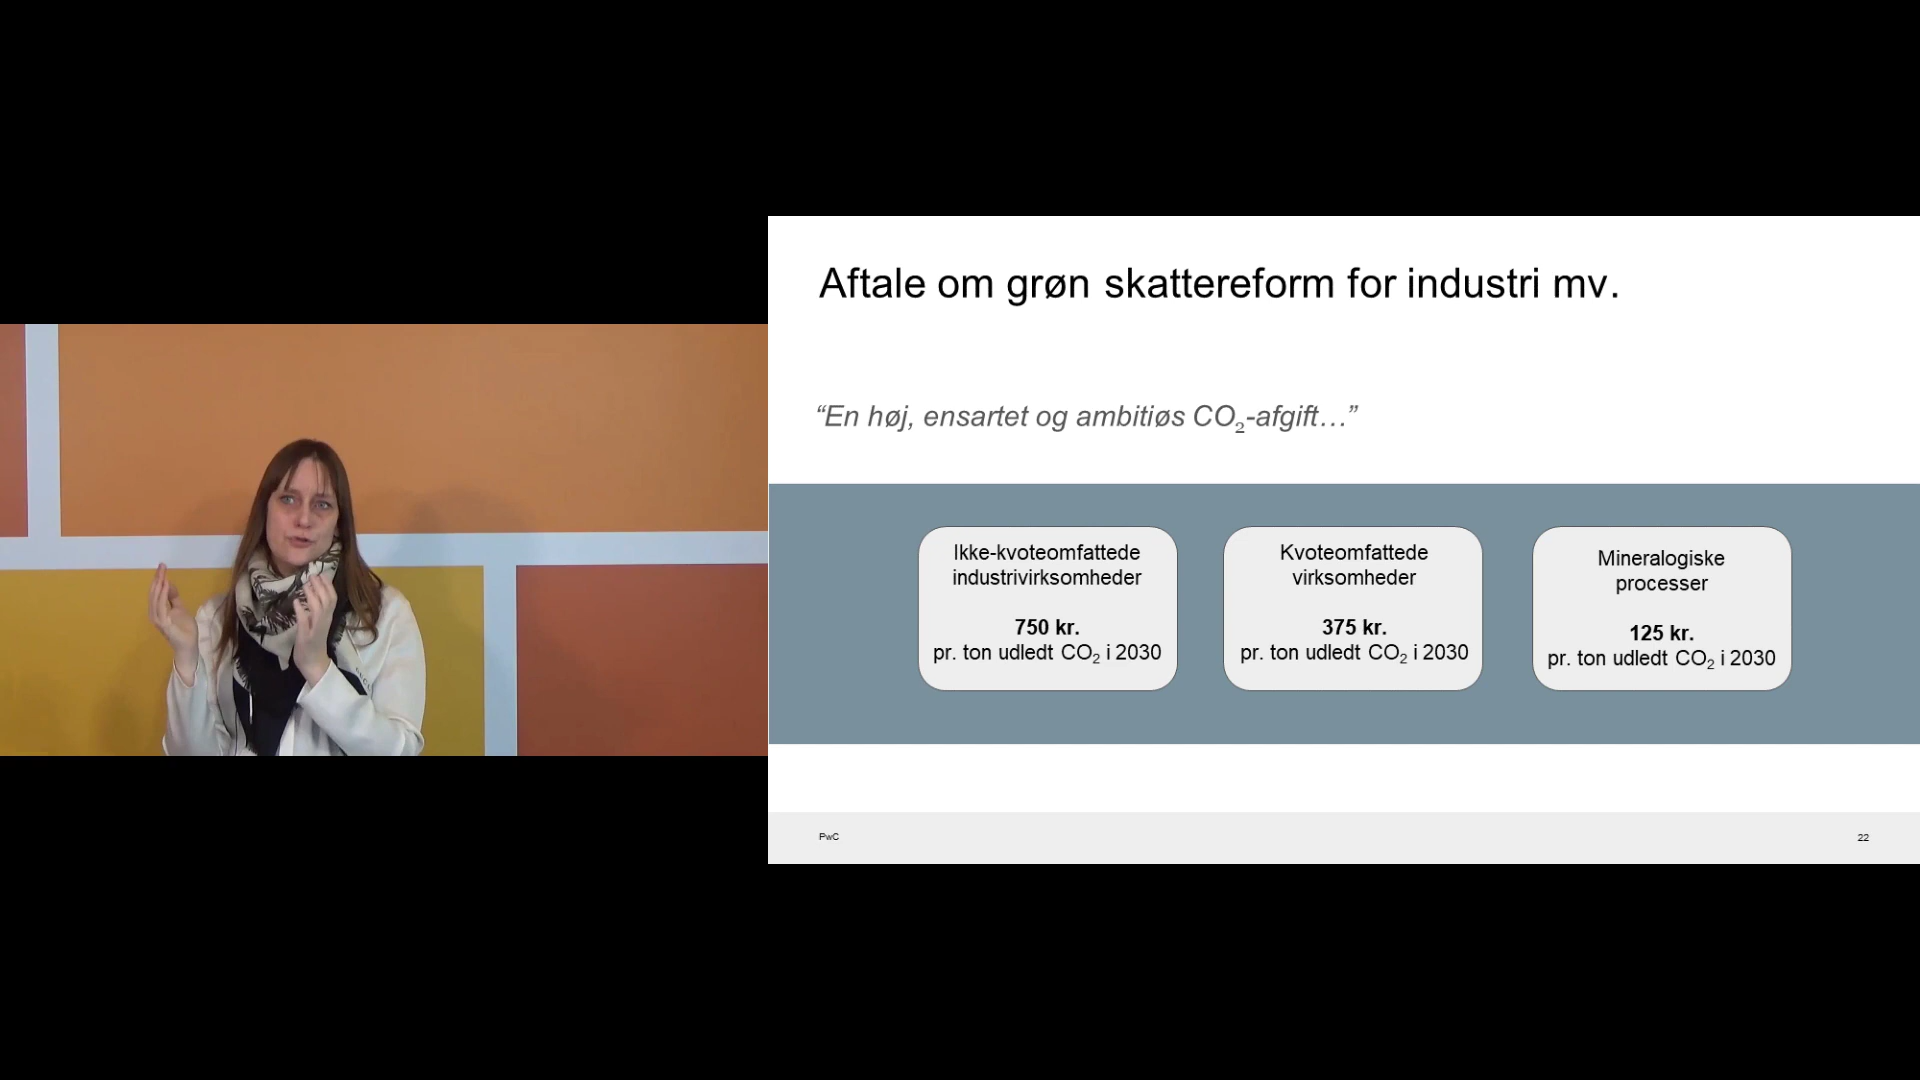 Aftale om grøn skattereform for industri mv.
“En høj, ensartet og ambitiøs CO₂-afgift…”
Ikke-kvoteomfattede
industrivirksomheder
750 kr.
pr. ton udledt CO₂ i 2030
Kvoteomfattede
virksomheder
375 kr.
pr. ton udledt CO₂ i 2030
Mineralogiske
processer
125 kr.
pr. ton udledt CO₂ i 2030
PwC
22